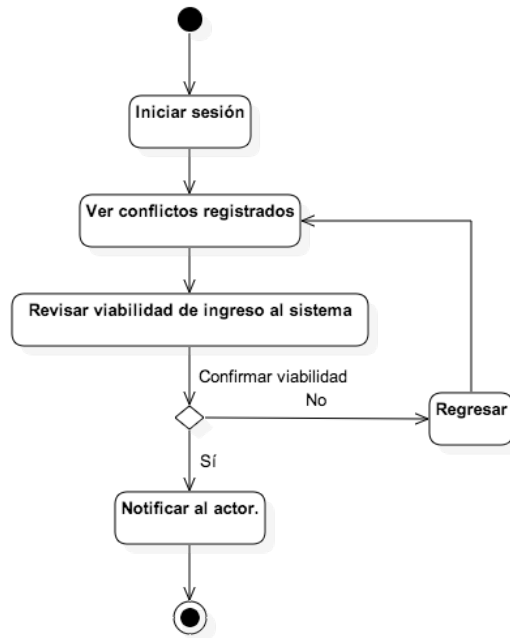 Iniciar sesión
Ver conflictos registrados
Revisar viabilidad de ingreso al sistema
Confirmar viabilidad
No
Regresar
Sí
Notificar al actor.